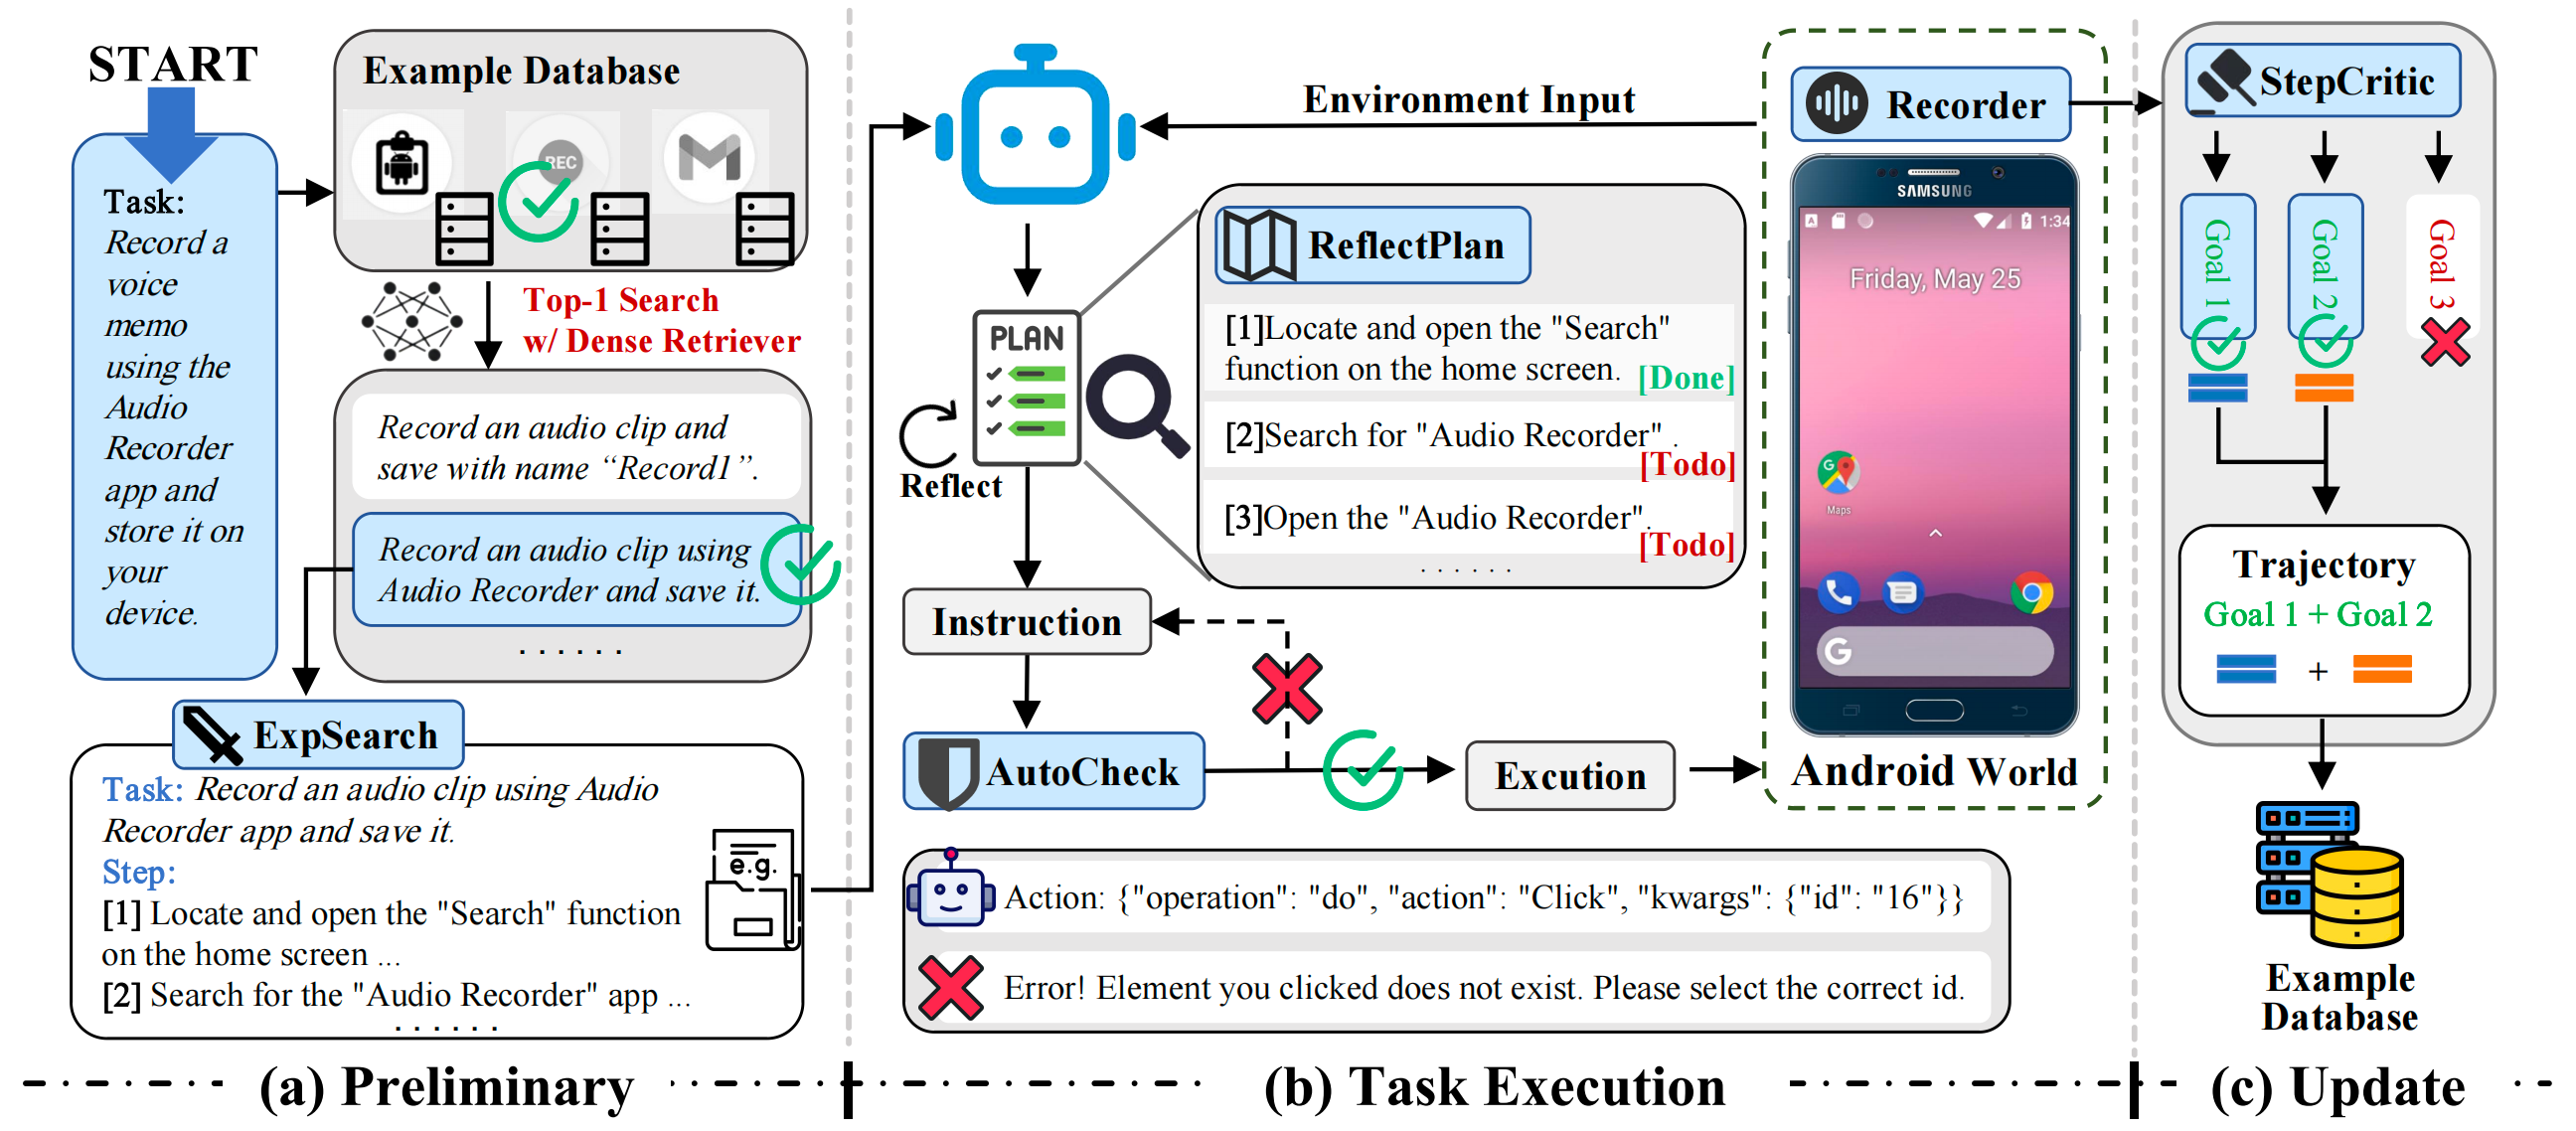 START
Task:
Record a
voice
memo
using the
Audio
Recorder
app and
store it on
your
device.
Example Database
REC
Top-1 Search
w/ Dense Retriever
Record an audio clip and
save with name “Record1”.
Record an audio clip using
Audio Recorder and save it.
......
ExpSearch
Task: Record an audio clip using Audio
Recorder app and save it.
Step:
[1] Locate and open the "Search" function
on the home screen ...
[2] Search for the "Audio Recorder" app ...
......
e.g.
(a) Preliminary
Environment Input
PLAN
Reflect
ReflectPlan
[1]Locate and open the "Search"
function on the home screen. [Done]
[2]Search for "Audio Recorder" .
[Todo]
[3]Open the "Audio Recorder".
[Todo]
......
Instruction
AutoCheck
Excution
Recorder
SAMSUNG
1:34
Friday, May 25
G
Maps
G
Android World
Action: {"operation": "do", "action": "Click", "kwargs": {"id": "16"}}
Error! Element you clicked does not exist. Please select the correct id.
(b) Task Execution
StepCritic
Goal 1
Goal 2
Goal 3
Trajectory
Goal 1 + Goal 2
+
Example
Database
(c) Update